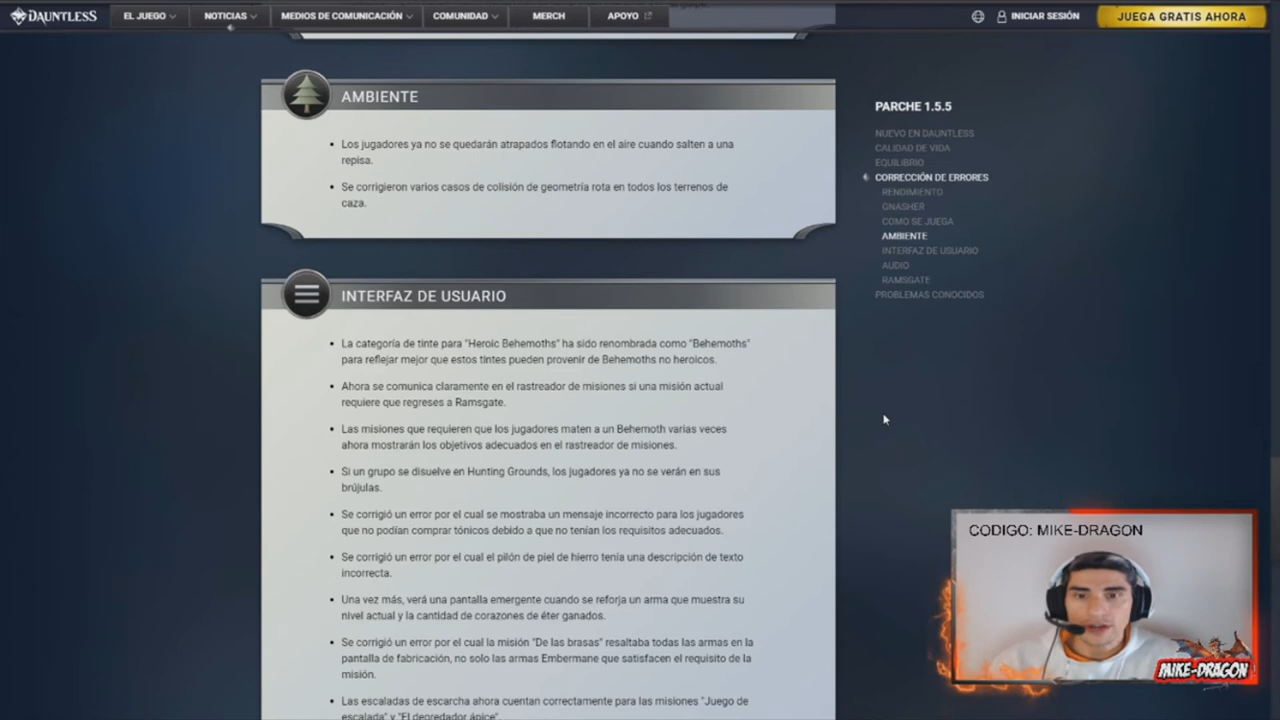 DAUNTLESS
EL JUEGO
NOTICIAS
MEDIOS DE COMUNICACIÓN
COMUNIDAD
MERCH
APOYO
INICIAR SESIÓN
JUEGA GRATIS AHORA
AMBIENTE
• Los jugadores ya no se quedarán atrapados flotando en el aire cuando salten a una
repisa.
• Se corrigieron varios casos de colisión de geometría rota en todos los terrenos de
caza.
INTERFAZ DE USUARIO
• La categoría de tinte para "Heroic Behemoths" ha sido renombrada como "Behemoths"
para reflejar mejor que estos tintes pueden provenir de Behemoths no heroicos.
• Ahora se comunica claramente en el rastreador de misiones si una misión actual
requiere que regreses a Ramsgate.
• Las misiones que requieren que los jugadores maten a un Behemoth varias veces
ahora mostrarán los objetivos adecuados en el rastreador de misiones.
• Si un grupo se disuelve en Hunting Grounds, los jugadores ya no se verán en sus
brújulas.
• Se corrigió un error por el cual se mostraba un mensaje incorrecto para los jugadores
que no podían comprar tónicos debido a que no tenían los requisitos adecuados.
• Se corrigió un error por el cual el pilón de piel de hierro tenía una descripción de texto
incorrecta.
• Una vez más, verá una pantalla emergente cuando se reforja un arma que muestra su
nivel actual y la cantidad de corazones de éter ganados.
• Se corrigió un error por el cual la misión "De las brasas" resaltaba todas las armas en la
pantalla de fabricación, no solo las armas Embermane que satisfacen el requisito de la
misión.
• Las escaladas de escarcha ahora cuentan correctamente para las misiones "Juego de
escalada" y "El depredador ápice".
PARCHE 1.5.5
NUEVO EN DAUNTLESS
CALIDAD DE VIDA
EQUILIBRIO
CORRECCIÓN DE ERRORES
RENDIMIENTO
GNASHER
COMO SE JUEGA
AMBIENTE
INTERFAZ DE USUARIO
AUDIO
RAMSGATE
PROBLEMAS CONOCIDOS
CODIGO: MIKE-DRAGON
MIKE-DRAGON